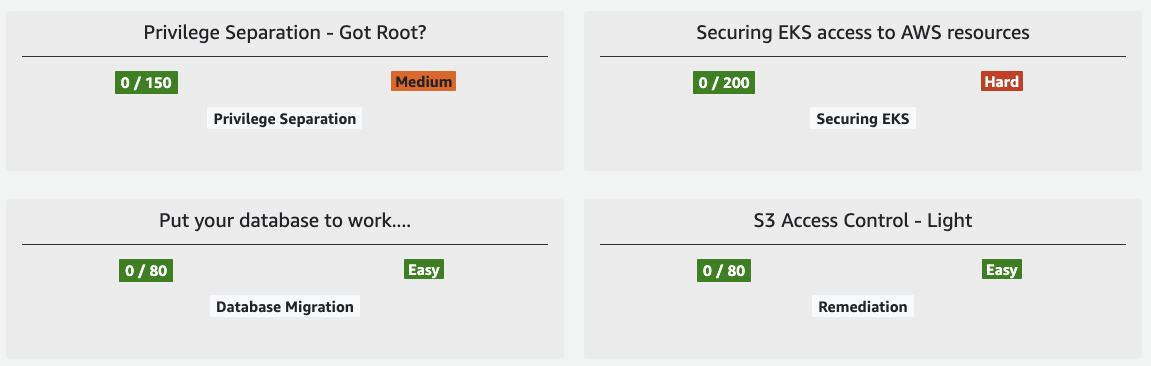 Privilege Separation - Got Root?
0 / 150
Medium
Privilege Separation
Securing EKS access to AWS resources
0 / 200
Hard
Securing EKS
Put your database to work....
0 / 80
Easy
Database Migration
S3 Access Control - Light
0 / 80
Easy
Remediation